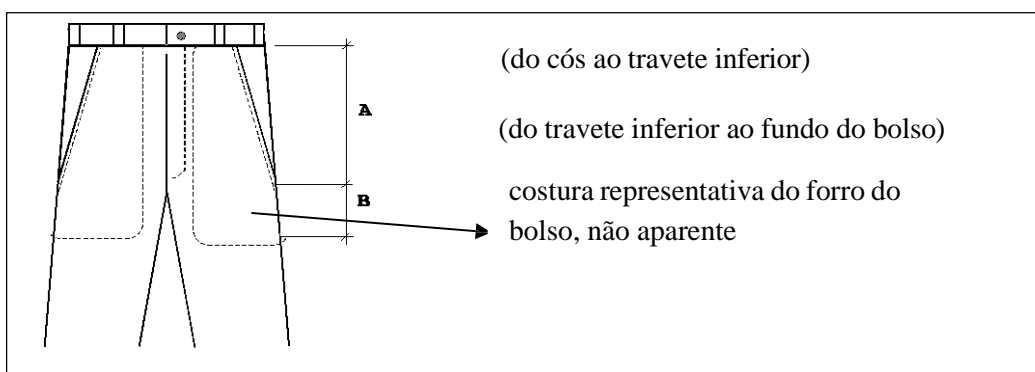 (do cós ao travete inferior)
A
(do travete inferior ao fundo do bolso)
B
costura representativa do forro do
bolso, não aparente